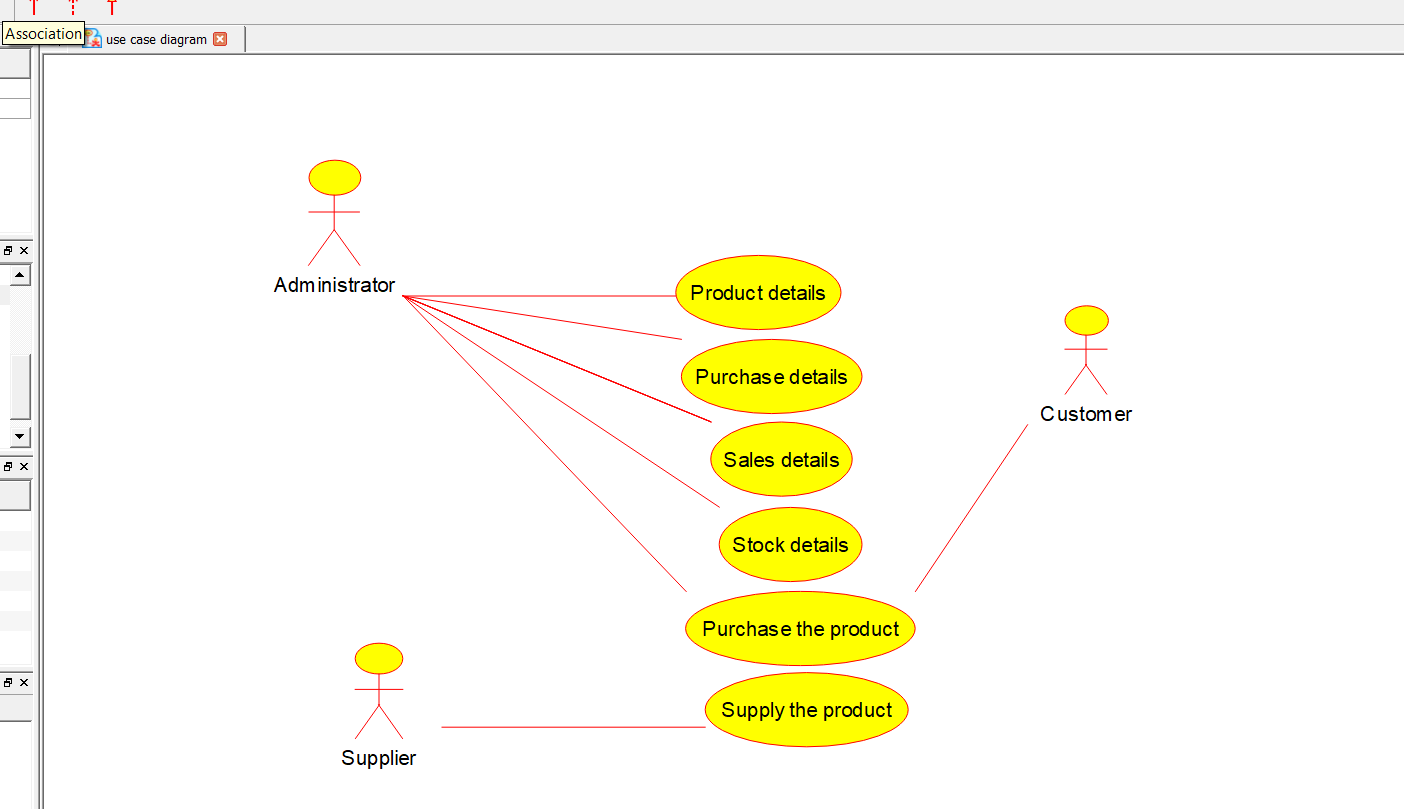 Association
use case diagram
Administrator
Product details
Purchase details
Customer
Sales details
Stock details
Purchase the product
Supply the product
Supplier